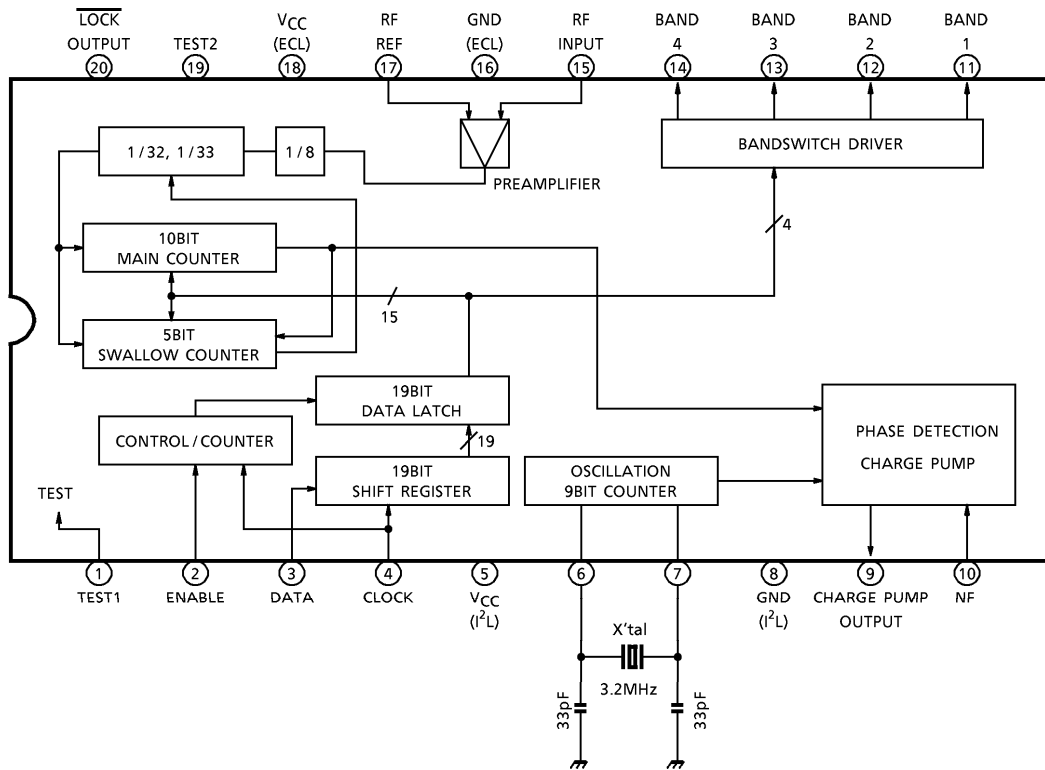 LOCK
OUTPUT
20
TEST2
19
VCC
(ECL)
18
RF
REF
17
GND
(ECL)
16
RF
INPUT
15
BAND
4
14
BAND
3
13
BAND
2
12
BAND
1
11
1/32, 1/33
1/8
PREAMPLIFIER
BANDSWITCH DRIVER
4
10BIT
MAIN COUNTER
15
5BIT
SWALLOW COUNTER
19BIT
DATA LATCH
CONTROL/COUNTER
19
19BIT
SHIFT REGISTER
OSCILLATION
9BIT COUNTER
PHASE DETECTION
CHARGE PUMP
TEST
1
TEST1
2
ENABLE
3
DATA
4
CLOCK
5
VCC
(I²L)
6
7
8
GND
(I²L)
9
CHARGE PUMP
OUTPUT
10
NF
X'tal
3.2MHz
33pF
33pF